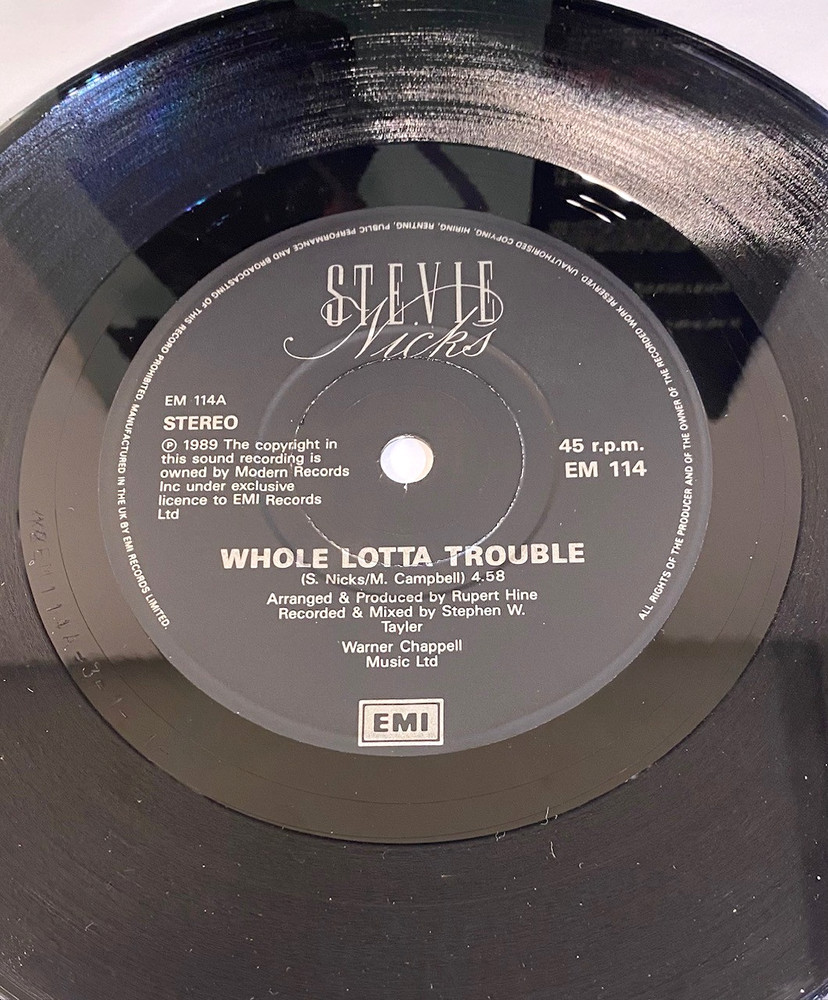 MANUFACTURED IN THE UK BY EMI RECORDS LIMITED.
ALL RIGHTS OF THE PRODUCER AND OF THE OWNER OF THE RECORDED WORK RESERVED. UNAUTHORISED COPYING, HIRING, RENTING, PUBLIC PERFORMANCE AND BROADCASTING OF THIS RECORD PROHIBITED.
STEVIE
Nicks
EM 114A
STEREO
℗ 1989 The copyright in
this sound recording is
owned by Modern Records
Inc under exclusive
licence to EMI Records
Ltd
45 r.p.m.
EM 114
WHOLE LOTTA TROUBLE
(S. Nicks/M. Campbell) 4.58
Arranged & Produced by Rupert Hine
Recorded & Mixed by Stephen W.
Tayler
Warner Chappell
Music Ltd
EMI